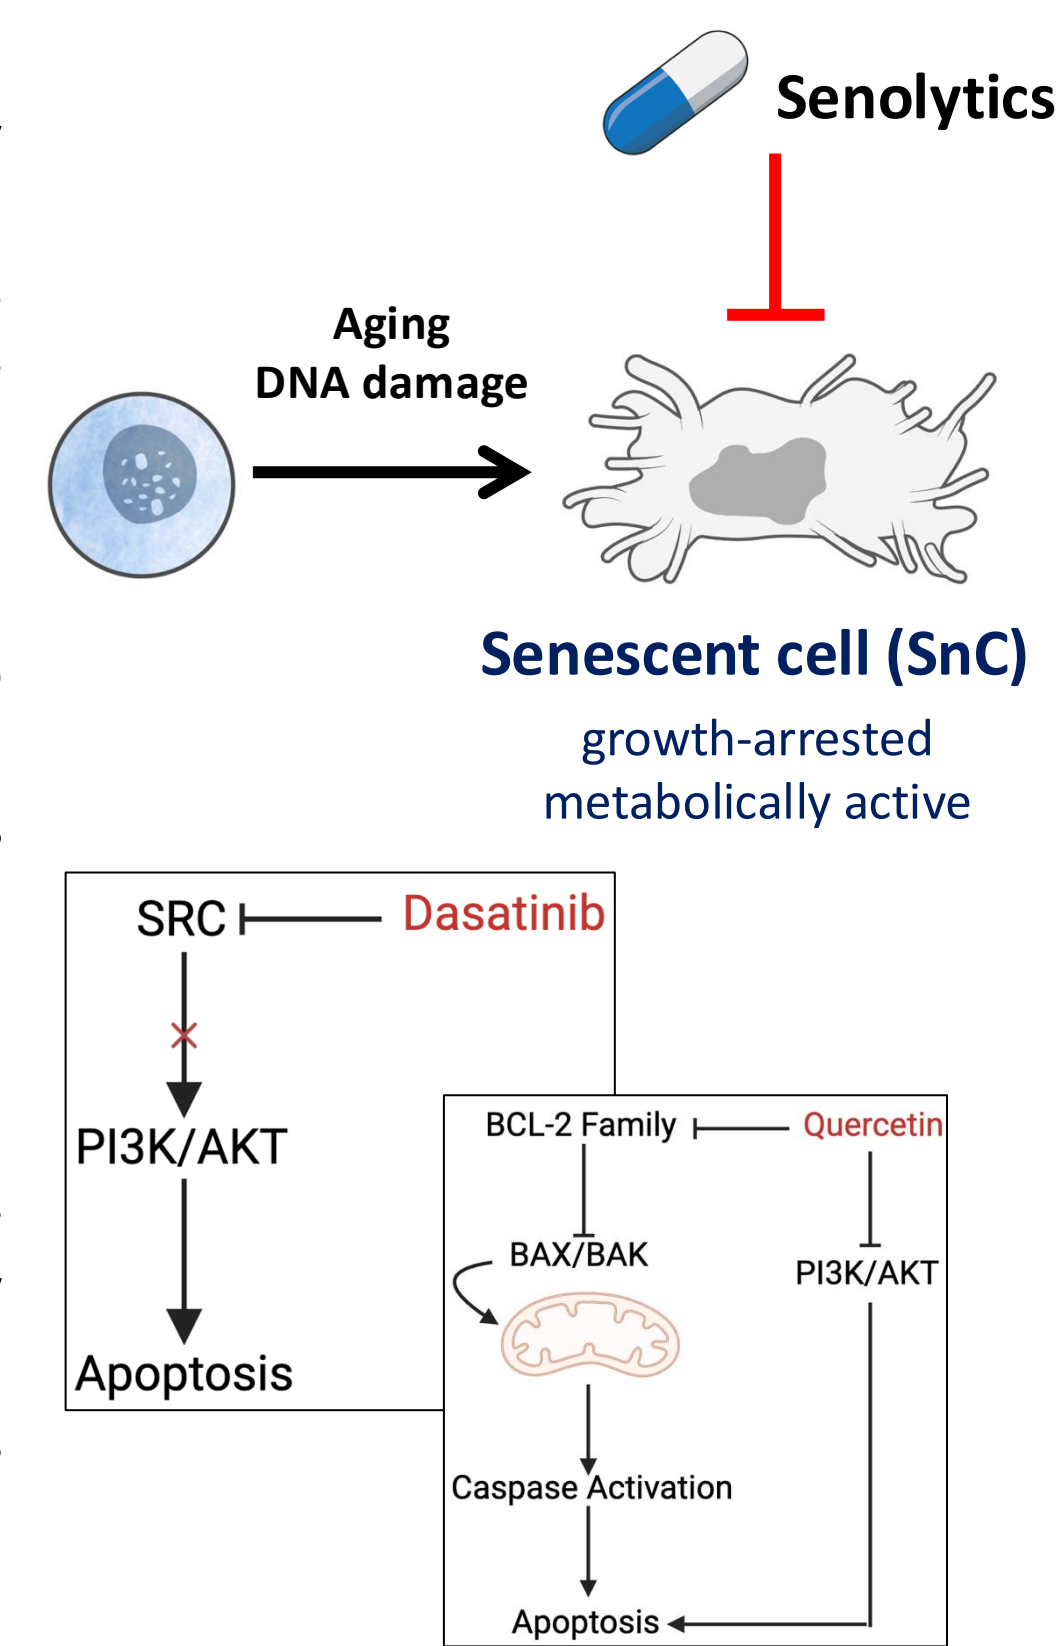 Senolytics
Aging
DNA damage
Senescent cell (SnC)
growth-arrested
metabolically active
SRC
Dasatinib
PI3K/AKT
Apoptosis
BCL-2 Family
Quercetin
BAX/BAK
PI3K/AKT
Caspase Activation
Apoptosis